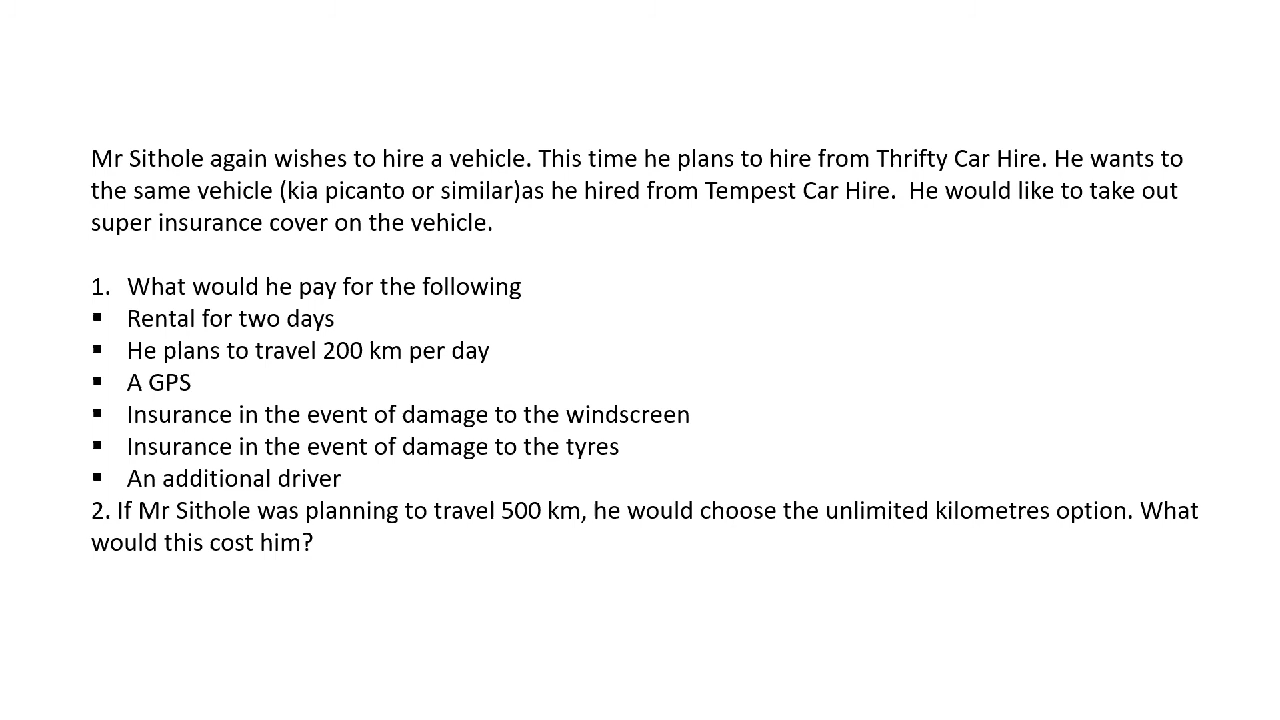 Mr Sithole again wishes to hire a vehicle. This time he plans to hire from Thrifty Car Hire. He wants to
the same vehicle (kia picanto or similar)as he hired from Tempest Car Hire.  He would like to take out
super insurance cover on the vehicle.
1. What would he pay for the following
▪ Rental for two days
▪ He plans to travel 200 km per day
▪ A GPS
▪ Insurance in the event of damage to the windscreen
▪ Insurance in the event of damage to the tyres
▪ An additional driver
2. If Mr Sithole was planning to travel 500 km, he would choose the unlimited kilometres option. What
would this cost him?